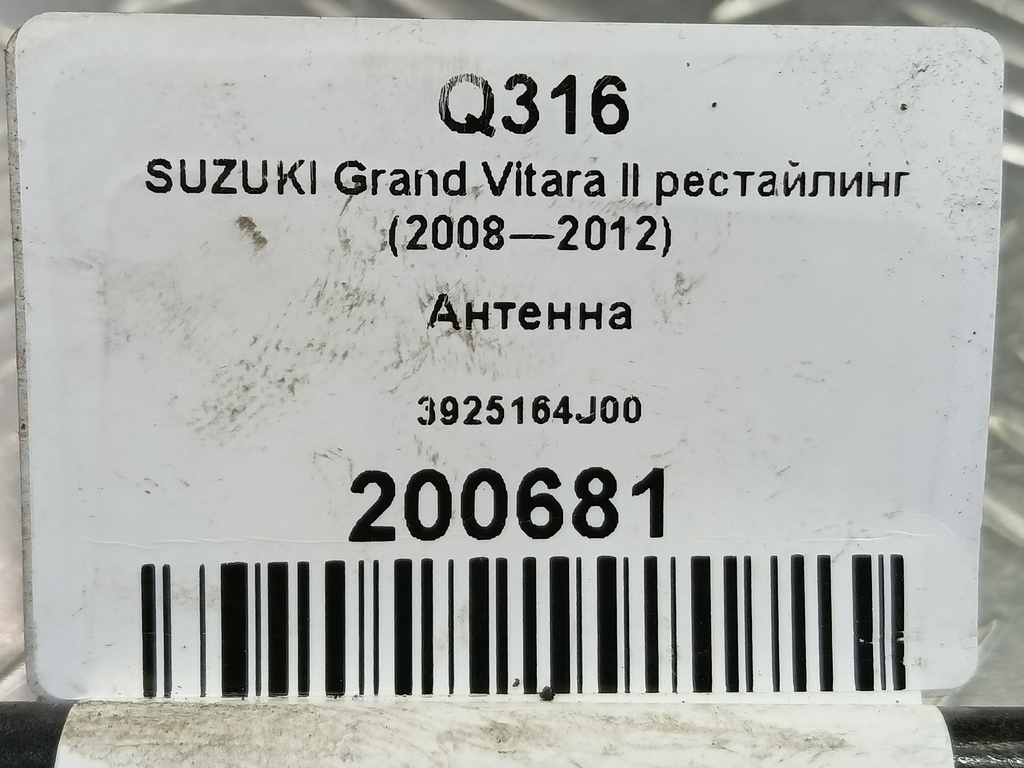 Q316
SUZUKI Grand Vitara II рестайлинг
(2008—2012)
Антенна
3925164J00
200681